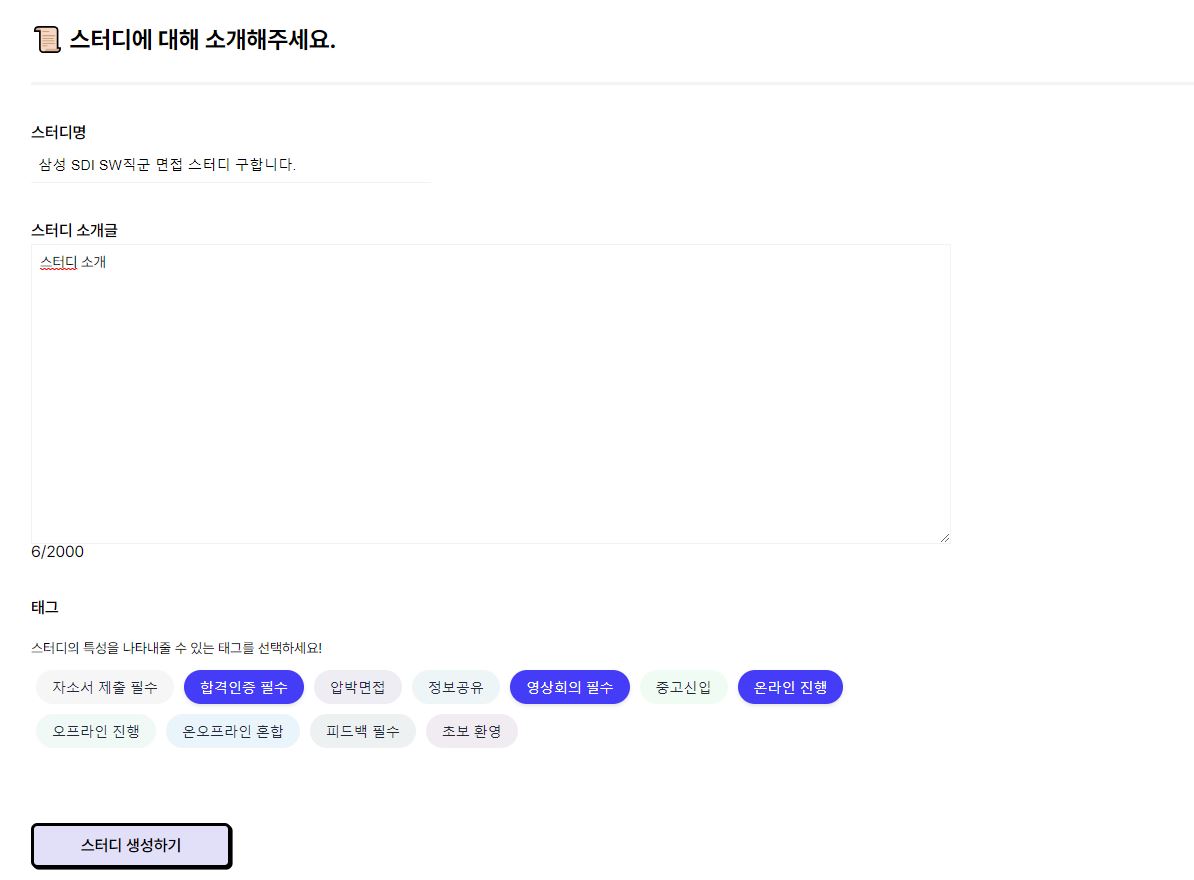 스터디에 대해 소개해주세요.
스터디명
삼성 SDI SW직군 면접 스터디 구합니다.
스터디 소개글
스터디 소개
6/2000
태그
스터디의 특성을 나타내줄 수 있는 태그를 선택하세요!
자소서 제출 필수 합격인증 필수 압박면접 정보공유 영상회의 필수 중고신입 온라인 진행
오프라인 진행 온오프라인 혼합 피드백 필수 초보 환영
스터디 생성하기